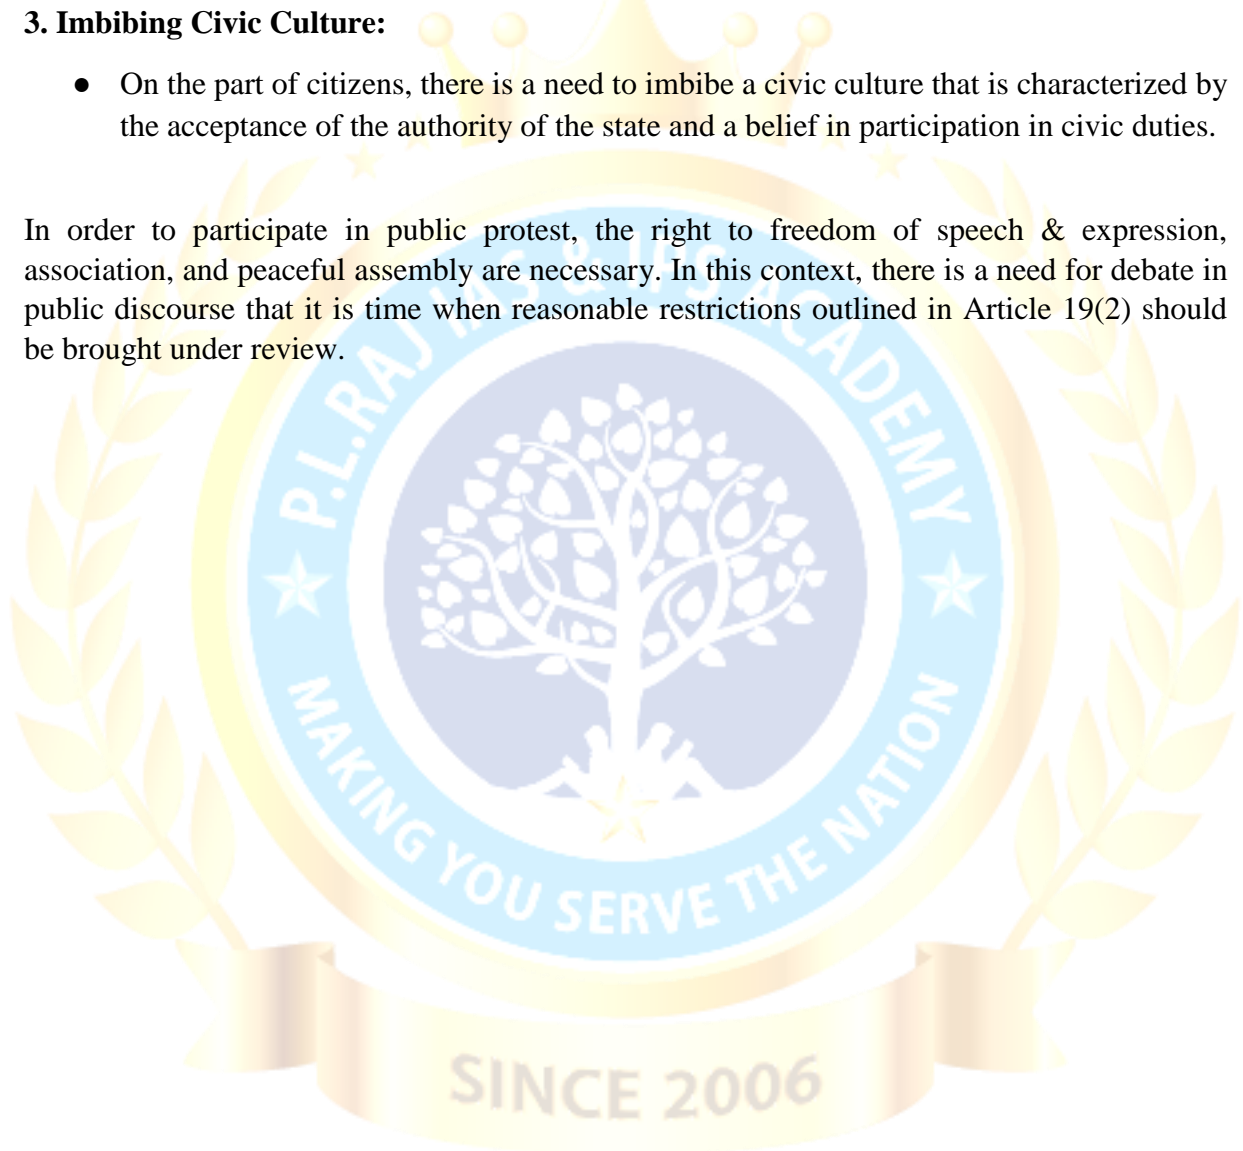 3. Imbibing Civic Culture:
● On the part of citizens, there is a need to imbibe a civic culture that is characterized by
the acceptance of the authority of the state and a belief in participation in civic duties.
In order to participate in public protest, the right to freedom of speech & expression,
association, and peaceful assembly are necessary. In this context, there is a need for debate in
public discourse that it is time when reasonable restrictions outlined in Article 19(2) should
be brought under review.
P.L.RAJ IAS & IPS ACADEMY
MAKING YOU SERVE THE NATION
SINCE 2006